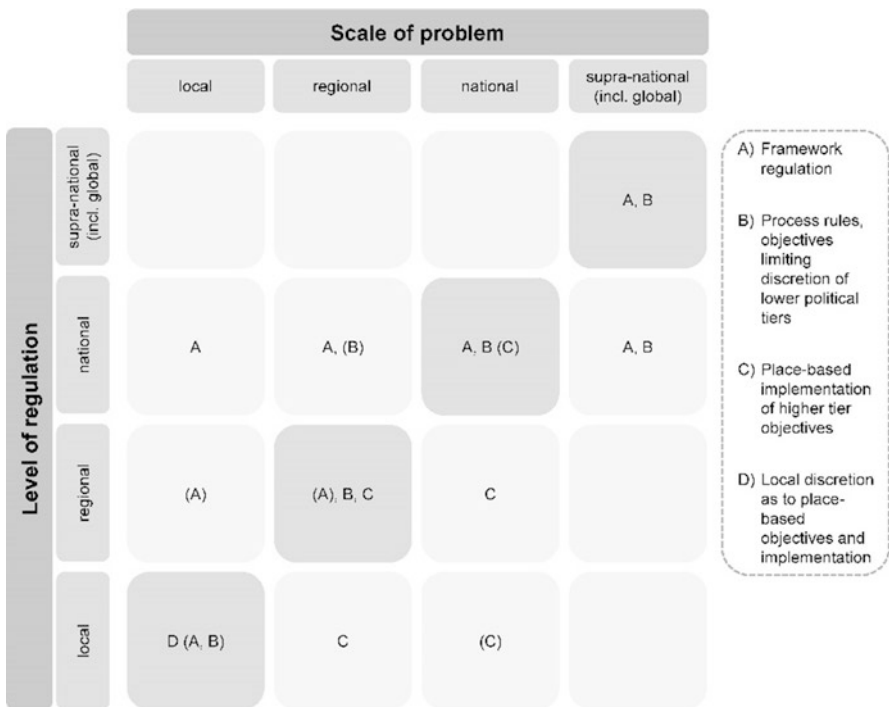 Scale of problem
local
regional
national
supra-national
(incl. global)
Level of regulation
supra-national
(incl. global)
A, B
national
A
A, (B)
A, B (C)
A, B
regional
(A)
(A), B, C
C
local
D (A, B)
C
(C)
A) Framework
regulation
B) Process rules,
objectives
limiting
discretion of
lower political
tiers
C) Place-based
implementation
of higher tier
objectives
D) Local discretion
as to place-
based
objectives and
implementation